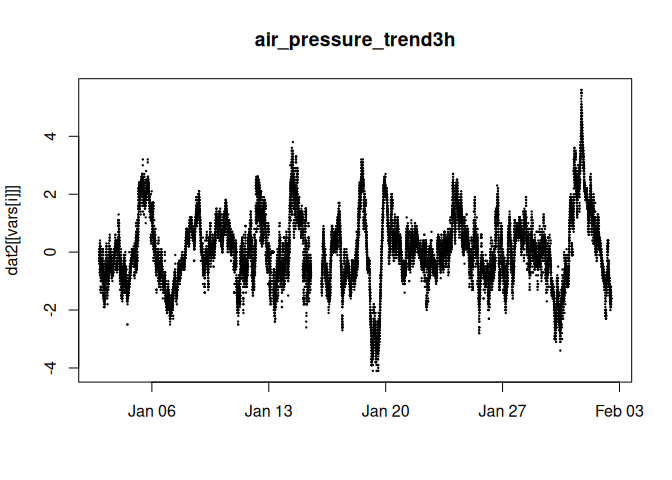 air_pressure_trend3h
dat2[[vars[i]]]
4
2
0
-2
-4
Jan 06
Jan 13
Jan 20
Jan 27
Feb 03